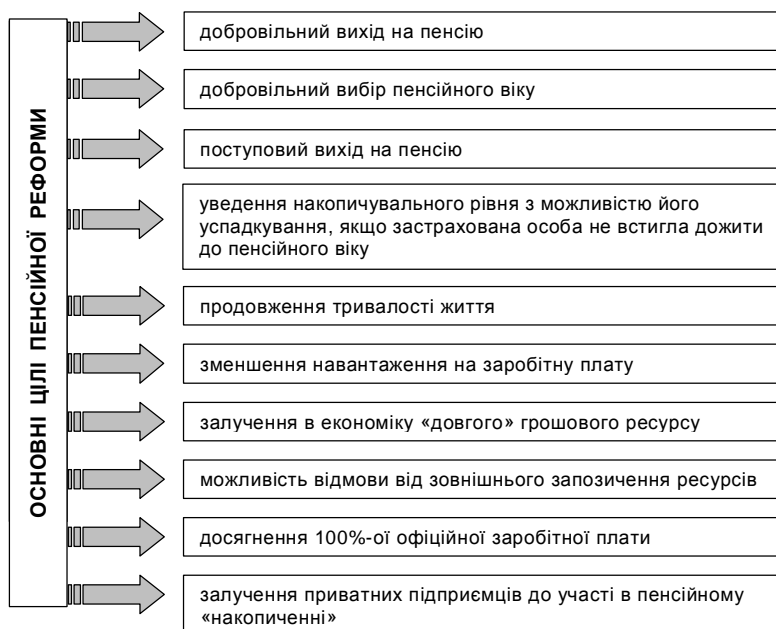 ОСНОВНІ ЦІЛІ ПЕНСІЙНОЇ РЕФОРМИ
добровільний вихід на пенсію
добровільний вибір пенсійного віку
поступовий вихід на пенсію
уведення накопичувального рівня з можливістю його
успадкування, якщо застрахована особа не встигла дожити
до пенсійного віку
продовження тривалості життя
зменшення навантаження на заробітну плату
залучення в економіку «довгого» грошового ресурсу
можливість відмови від зовнішнього запозичення ресурсів
досягнення 100%-ої офіційної заробітної плати
залучення приватних підприємців до участі в пенсійному
«накопиченні»